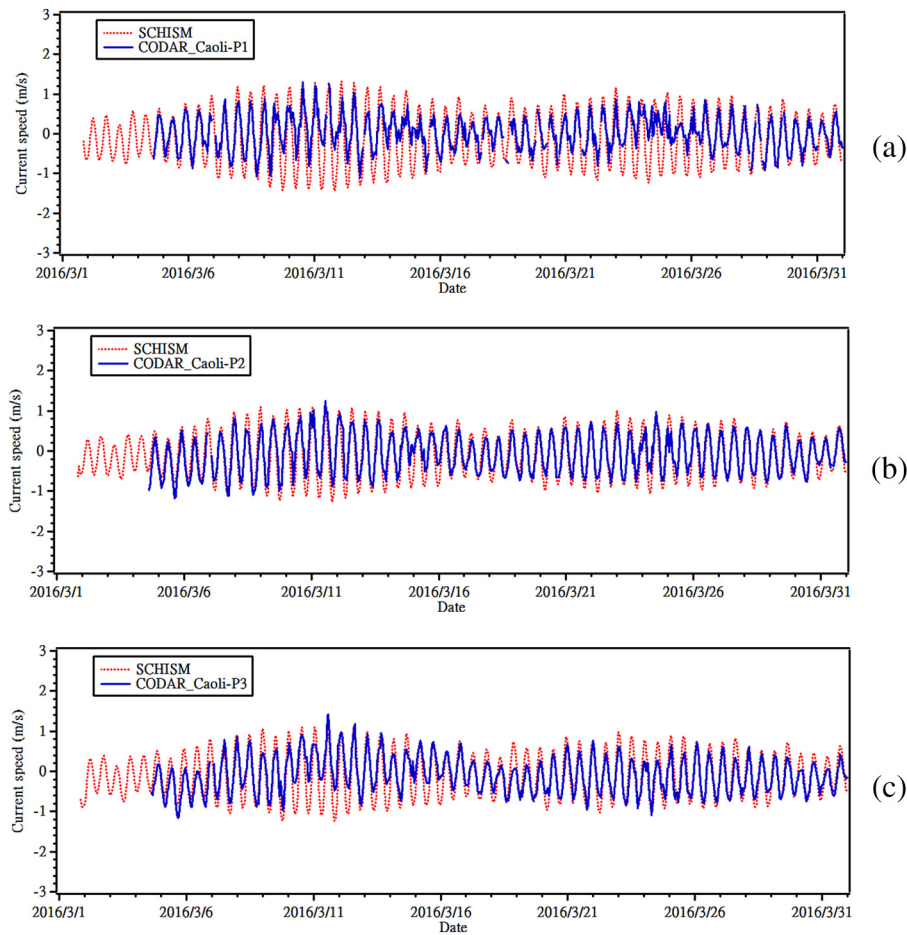 3
2
1
0
-1
-2
-3
Current speed (m/s)
SCHISM
CODAR_Caoli-P1
(a)
2016/3/1 2016/3/6 2016/3/11 2016/3/16 2016/3/21 2016/3/26 2016/3/31
Date
3
2
1
0
-1
-2
-3
Current speed (m/s)
SCHISM
CODAR_Caoli-P2
(b)
2016/3/1 2016/3/6 2016/3/11 2016/3/16 2016/3/21 2016/3/26 2016/3/31
Date
3
2
1
0
-1
-2
-3
Current speed (m/s)
SCHISM
CODAR_Caoli-P3
(c)
2016/3/1 2016/3/6 2016/3/11 2016/3/16 2016/3/21 2016/3/26 2016/3/31
Date